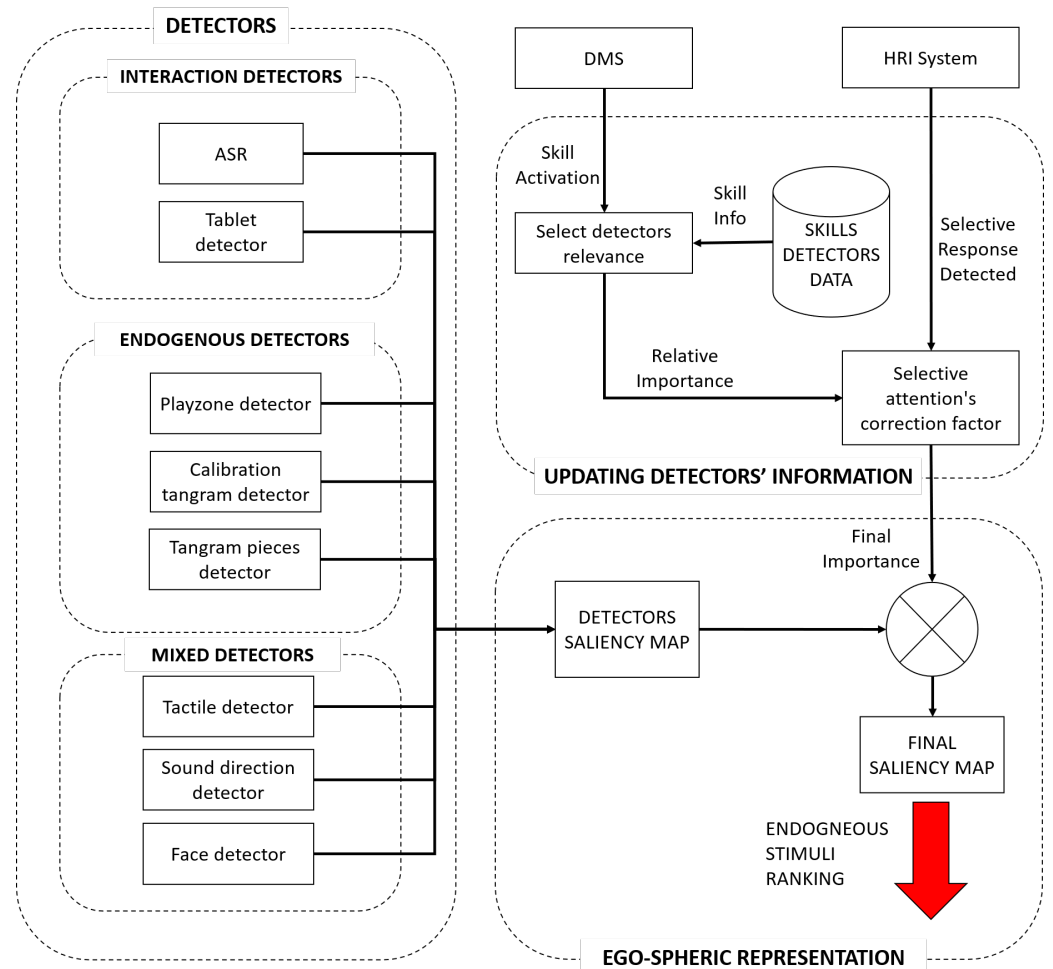 DETECTORS
INTERACTION DETECTORS
ASR
Tablet
detector
ENDOGENOUS DETECTORS
Playzone detector
Calibration
tangram detector
Tangram pieces
detector
MIXED DETECTORS
Tactile detector
Sound direction
detector
Face detector
DMS
HRI System
Skill
Activation
Skill
Info
Select detectors
relevance
SKILLS
DETECTORS
DATA
Selective
Response
Detected
Relative
Importance
Selective
attention's
correction factor
UPDATING DETECTORS’ INFORMATION
Final
Importance
DETECTORS
SALIENCY MAP
FINAL
SALIENCY MAP
ENDOGNEOUS
STIMULI
RANKING
EGO-SPHERIC REPRESENTATION